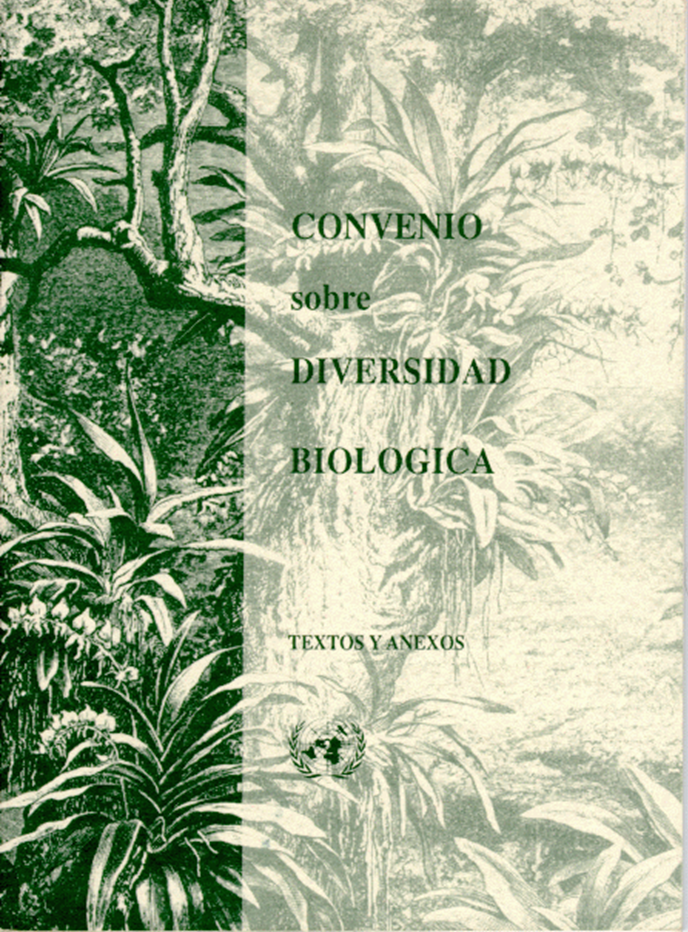 CONVENIO
sobre
DIVERSIDAD
BIOLOGICA
TEXTOS Y ANEXOS